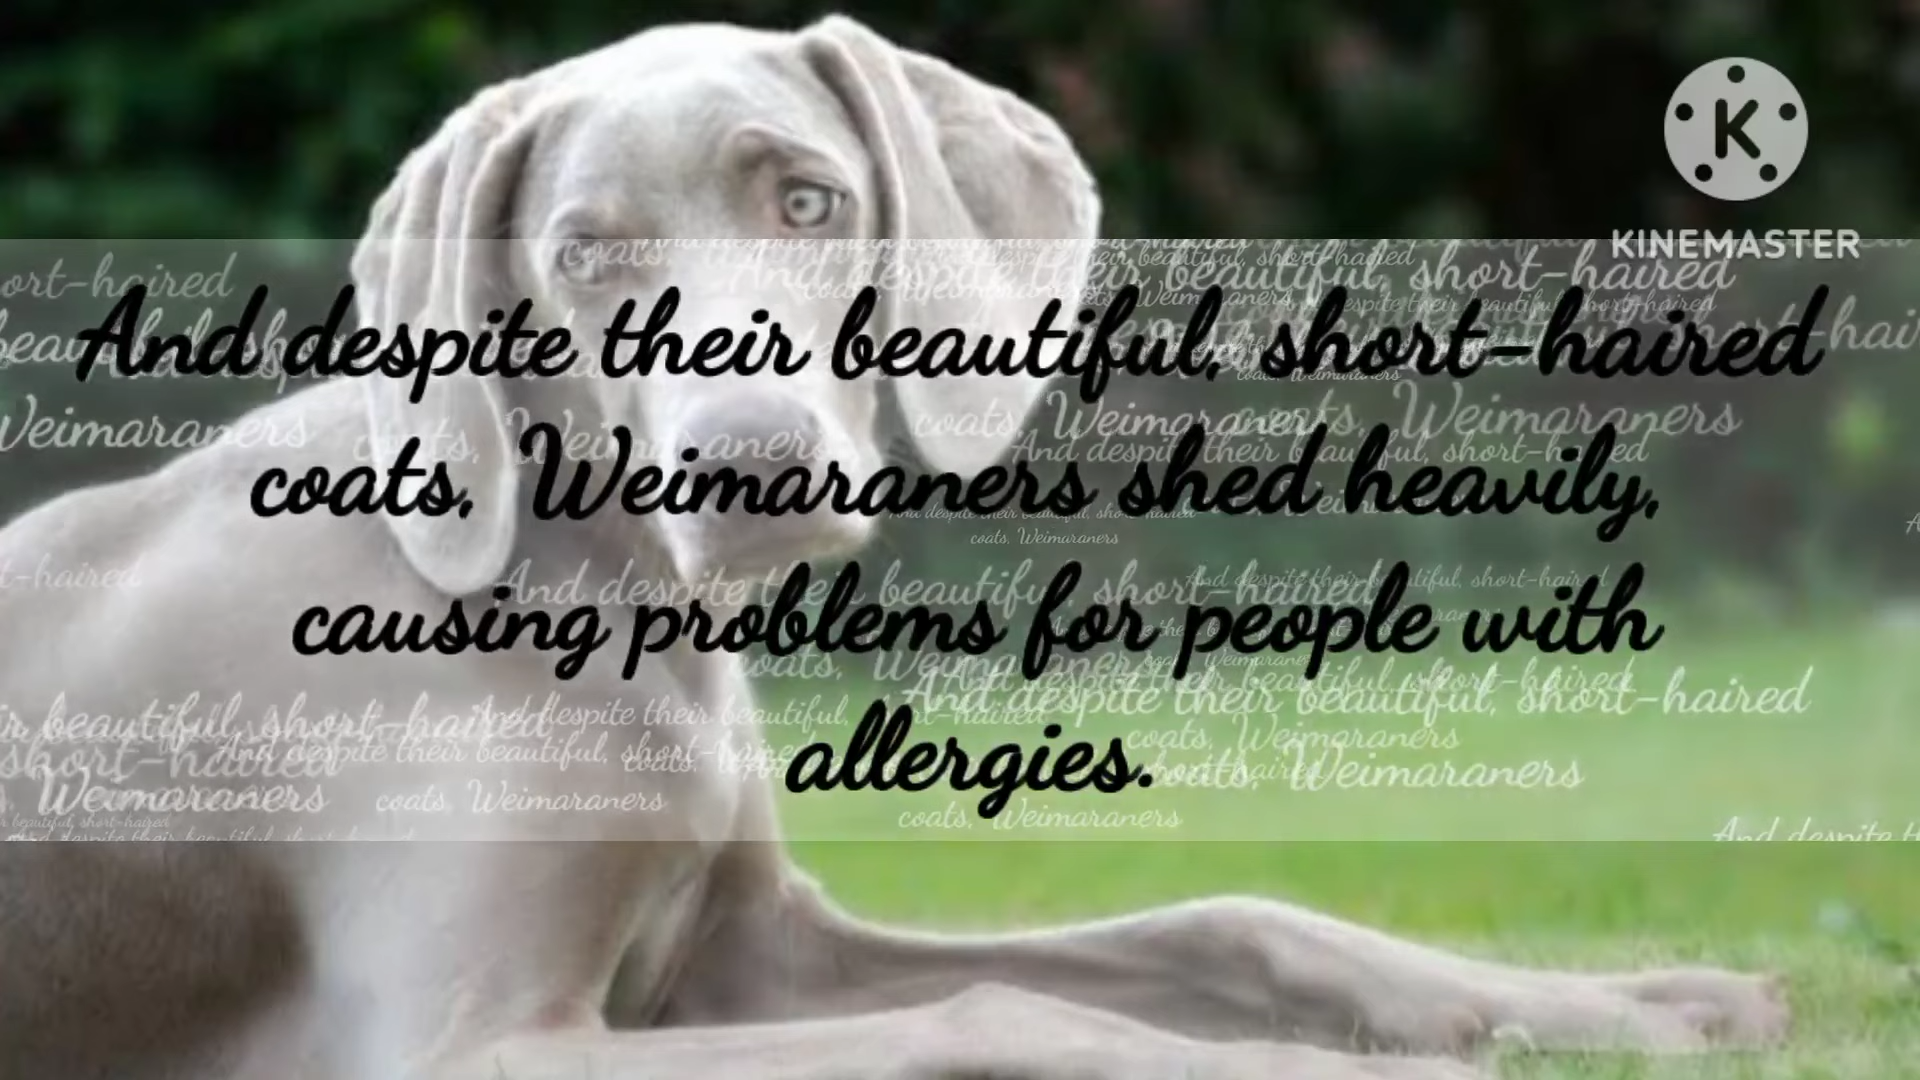 KINEMASTER
And despite their beautiful, short-haired
coats, Weimaraners shed heavily,
causing problems for people with
allergies.